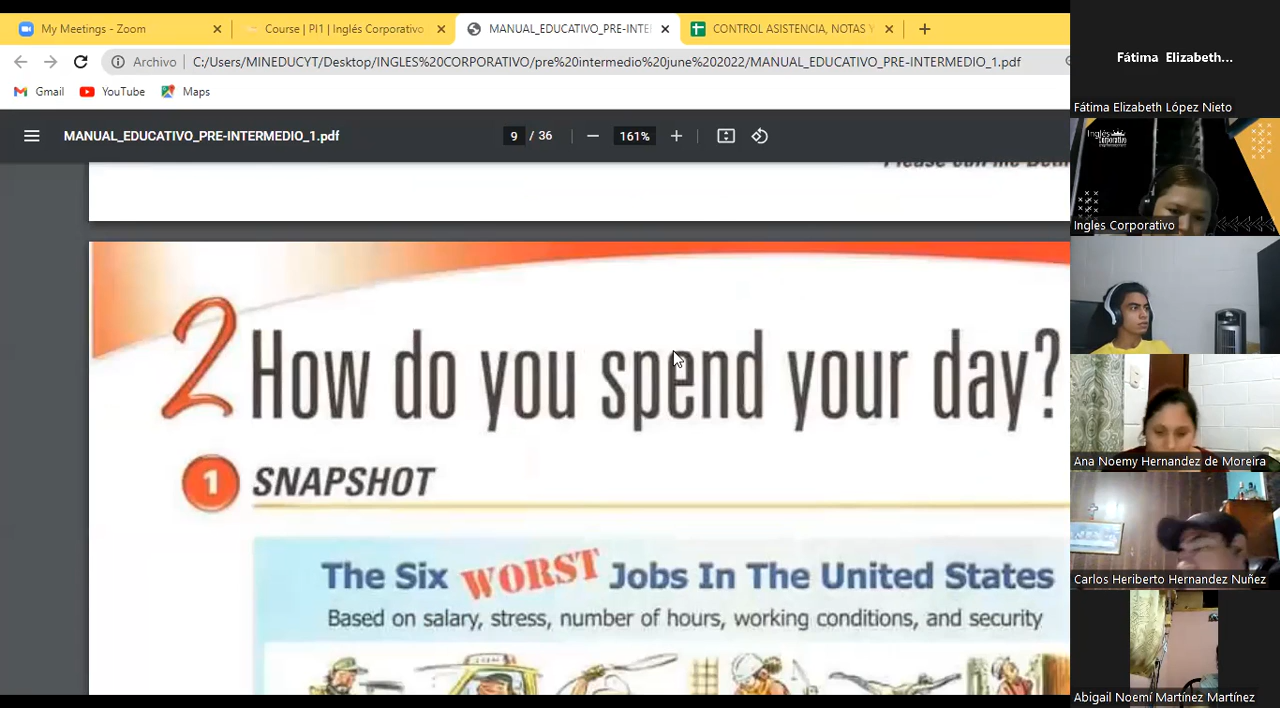 My Meetings - Zoom
Course | PI1 | Inglés Corporativo
MANUAL_EDUCATIVO_PRE-INTE
CONTROL ASISTENCIA, NOTAS Y
Archivo
C:/Users/MINEDUCYT/Desktop/INGLES%20CORPORATIVO/pre%20intermedio%20june%202022/MANUAL_EDUCATIVO_PRE-INTERMEDIO_1.pdf
Gmail
YouTube
Maps
MANUAL_EDUCATIVO_PRE-INTERMEDIO_1.pdf
9 / 36
161%
2 How do you spend your day?
1 SNAPSHOT
The Six WORST Jobs In The United States
Based on salary, stress, number of hours, working conditions, and security
Fátima Elizabeth...
Fátima Elizabeth López Nieto
Inglés
Corporativo
Ingles Corporativo
Ana Noemy Hernandez de Moreira
Carlos Heriberto Hernandez Nuñez
Abigail Noemí Martínez Martínez